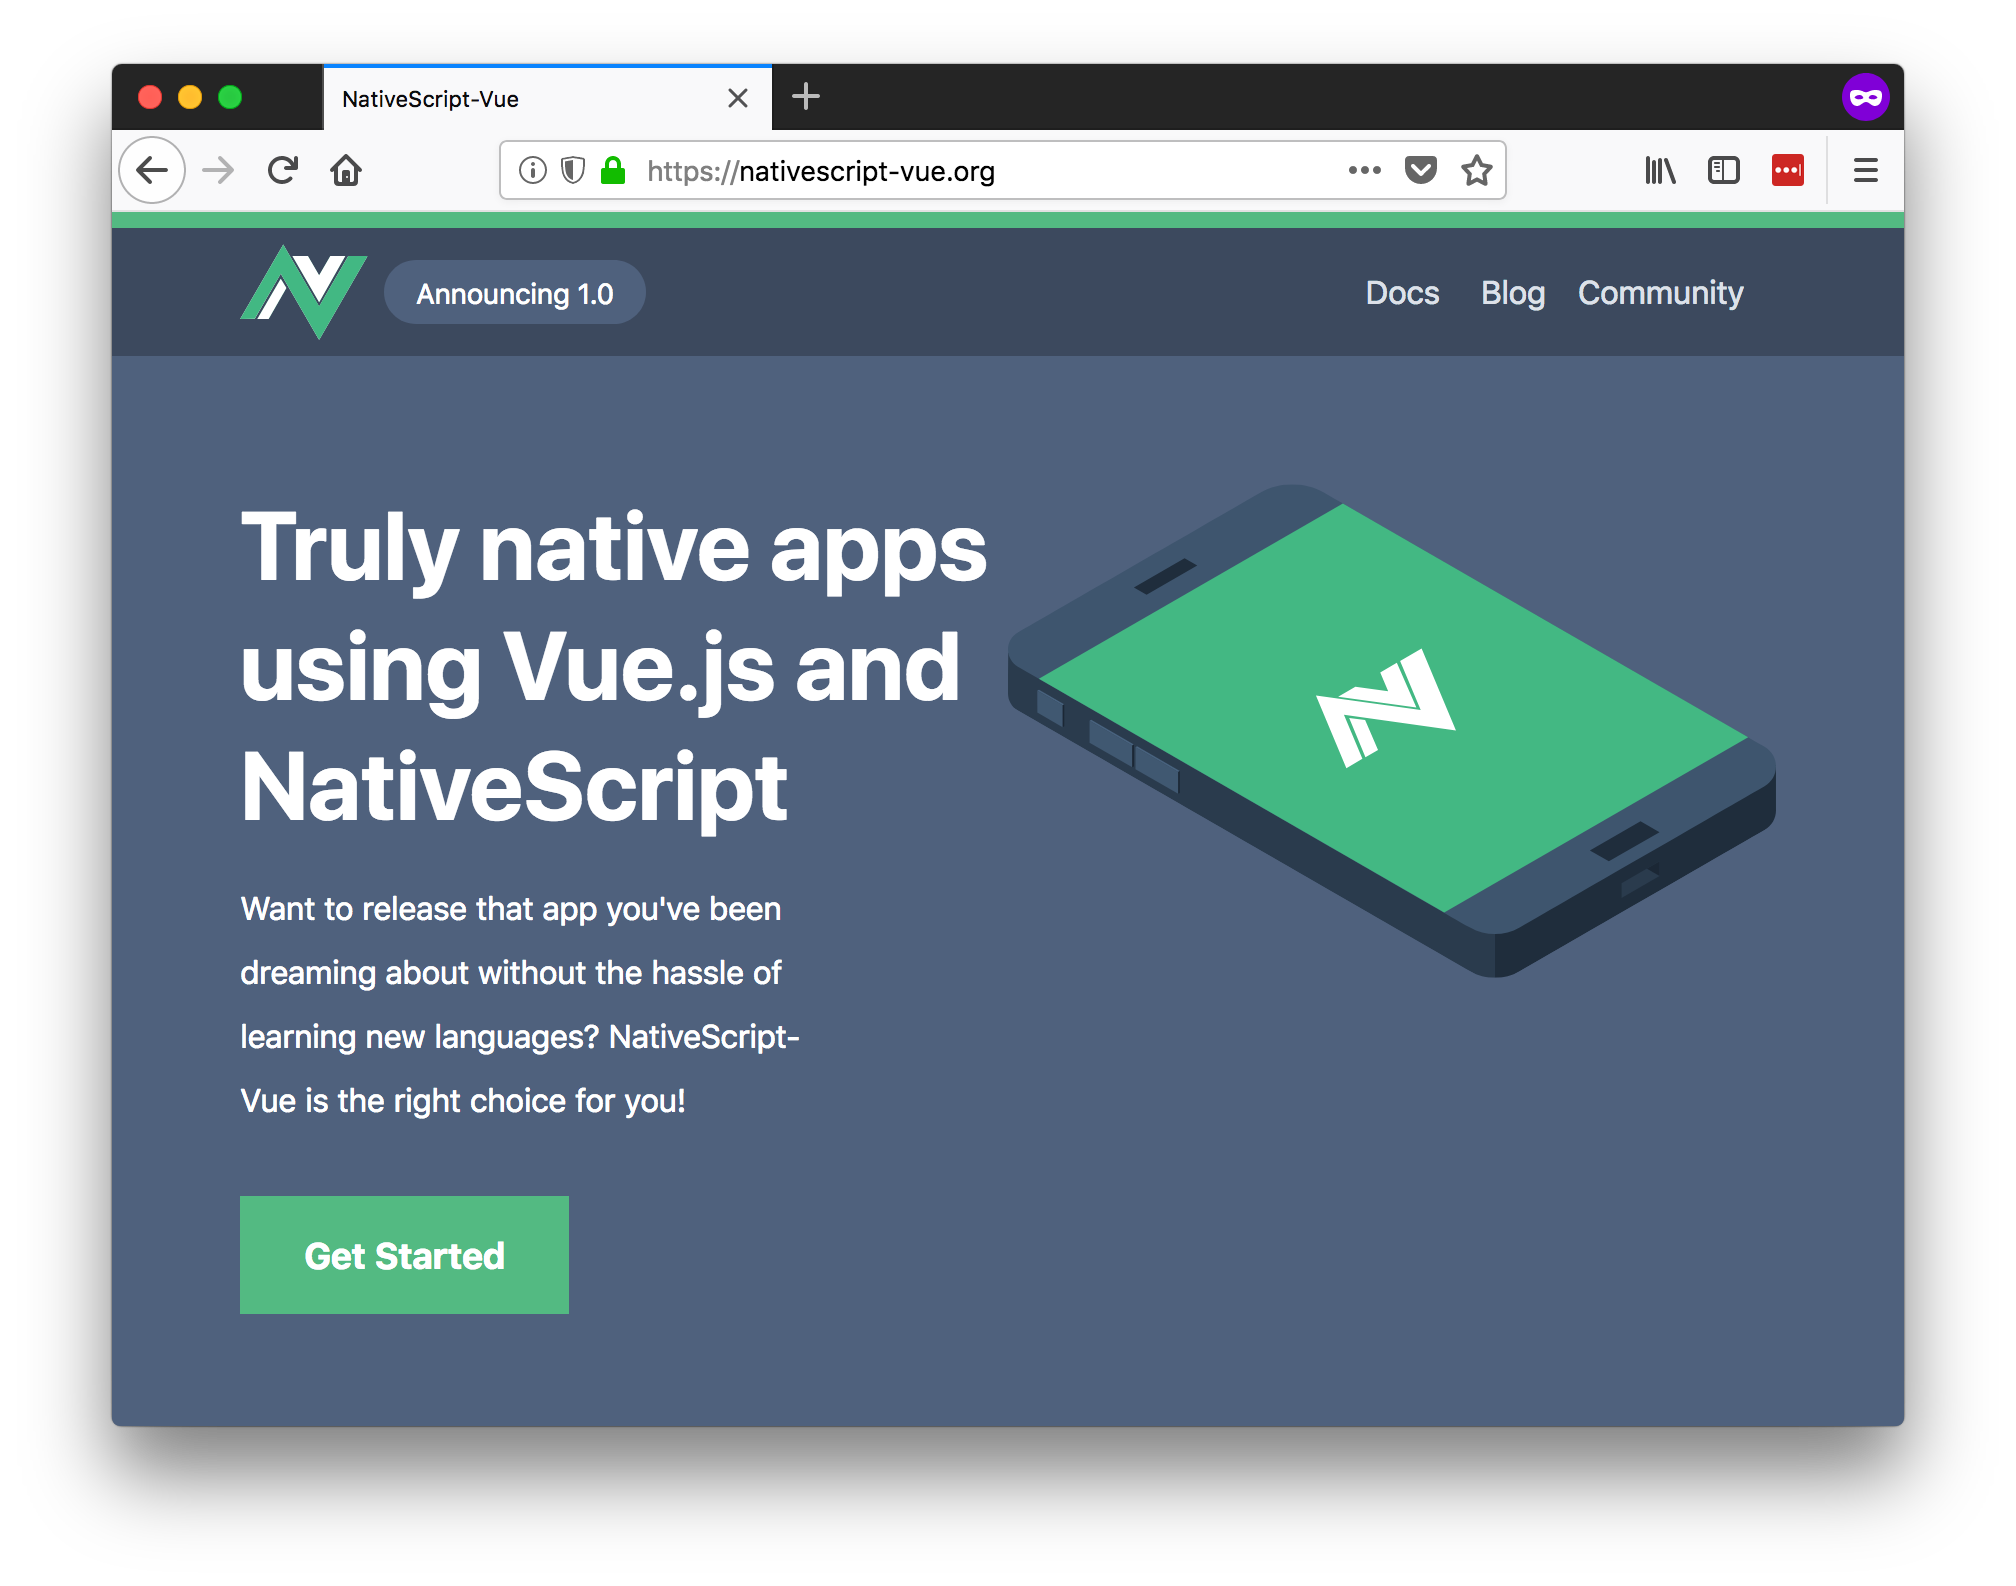 NativeScript-Vue
https://nativescript-vue.org
Announcing 1.0
Docs Blog Community
Truly native apps
using Vue.js and
NativeScript
Want to release that app you've been
dreaming about without the hassle of
learning new languages? NativeScript-
Vue is the right choice for you!
Get Started